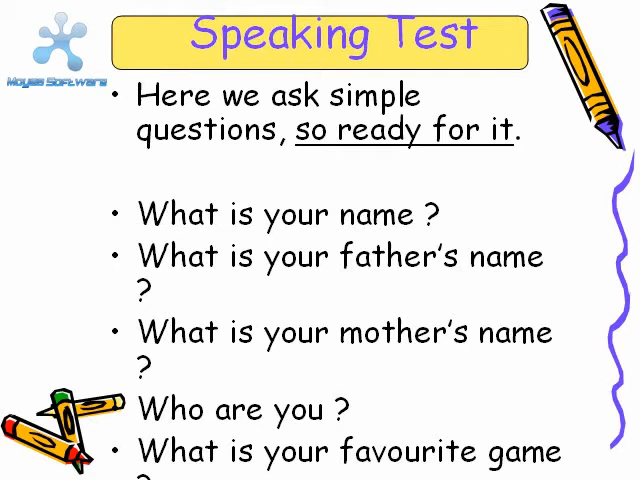 Speaking Test
Moyea Software
• Here we ask simple
questions, so ready for it.
• What is your name ?
• What is your father’s name
?
• What is your mother’s name
?
• Who are you ?
• What is your favourite game
?